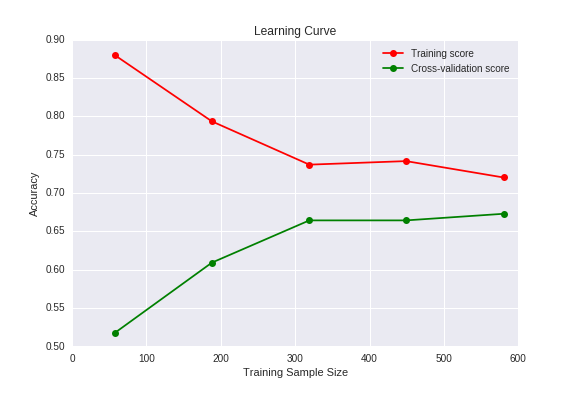 Learning Curve
0.90
0.85
0.80
0.75
0.70
0.65
0.60
0.55
0.50
Accuracy
Training score
Cross-validation score
0 100 200 300 400 500 600
Training Sample Size